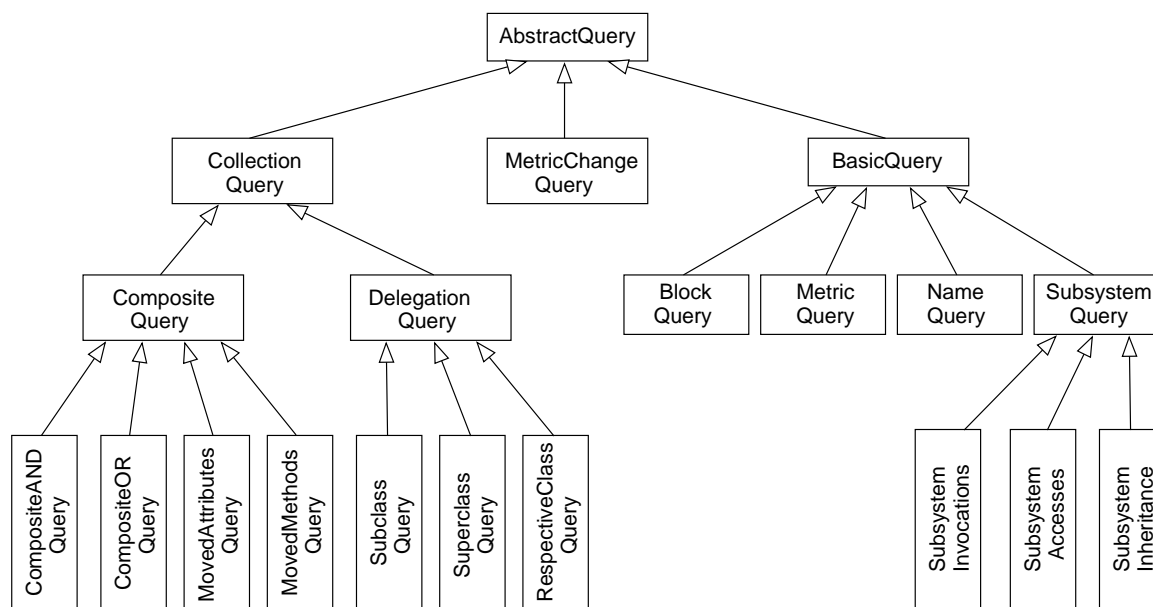 AbstractQuery
Collection
Query
MetricChange
Query
BasicQuery
Composite
Query
Delegation
Query
Block
Query
Metric
Query
Name
Query
Subsystem
Query
CompositeAND
Query
CompositeOR
Query
MovedAttributes
Query
MovedMethods
Query
Subclass
Query
Superclass
Query
RespectiveClass
Query
Subsystem
Invocations
Subsystem
Accesses
Subsystem
Inheritance